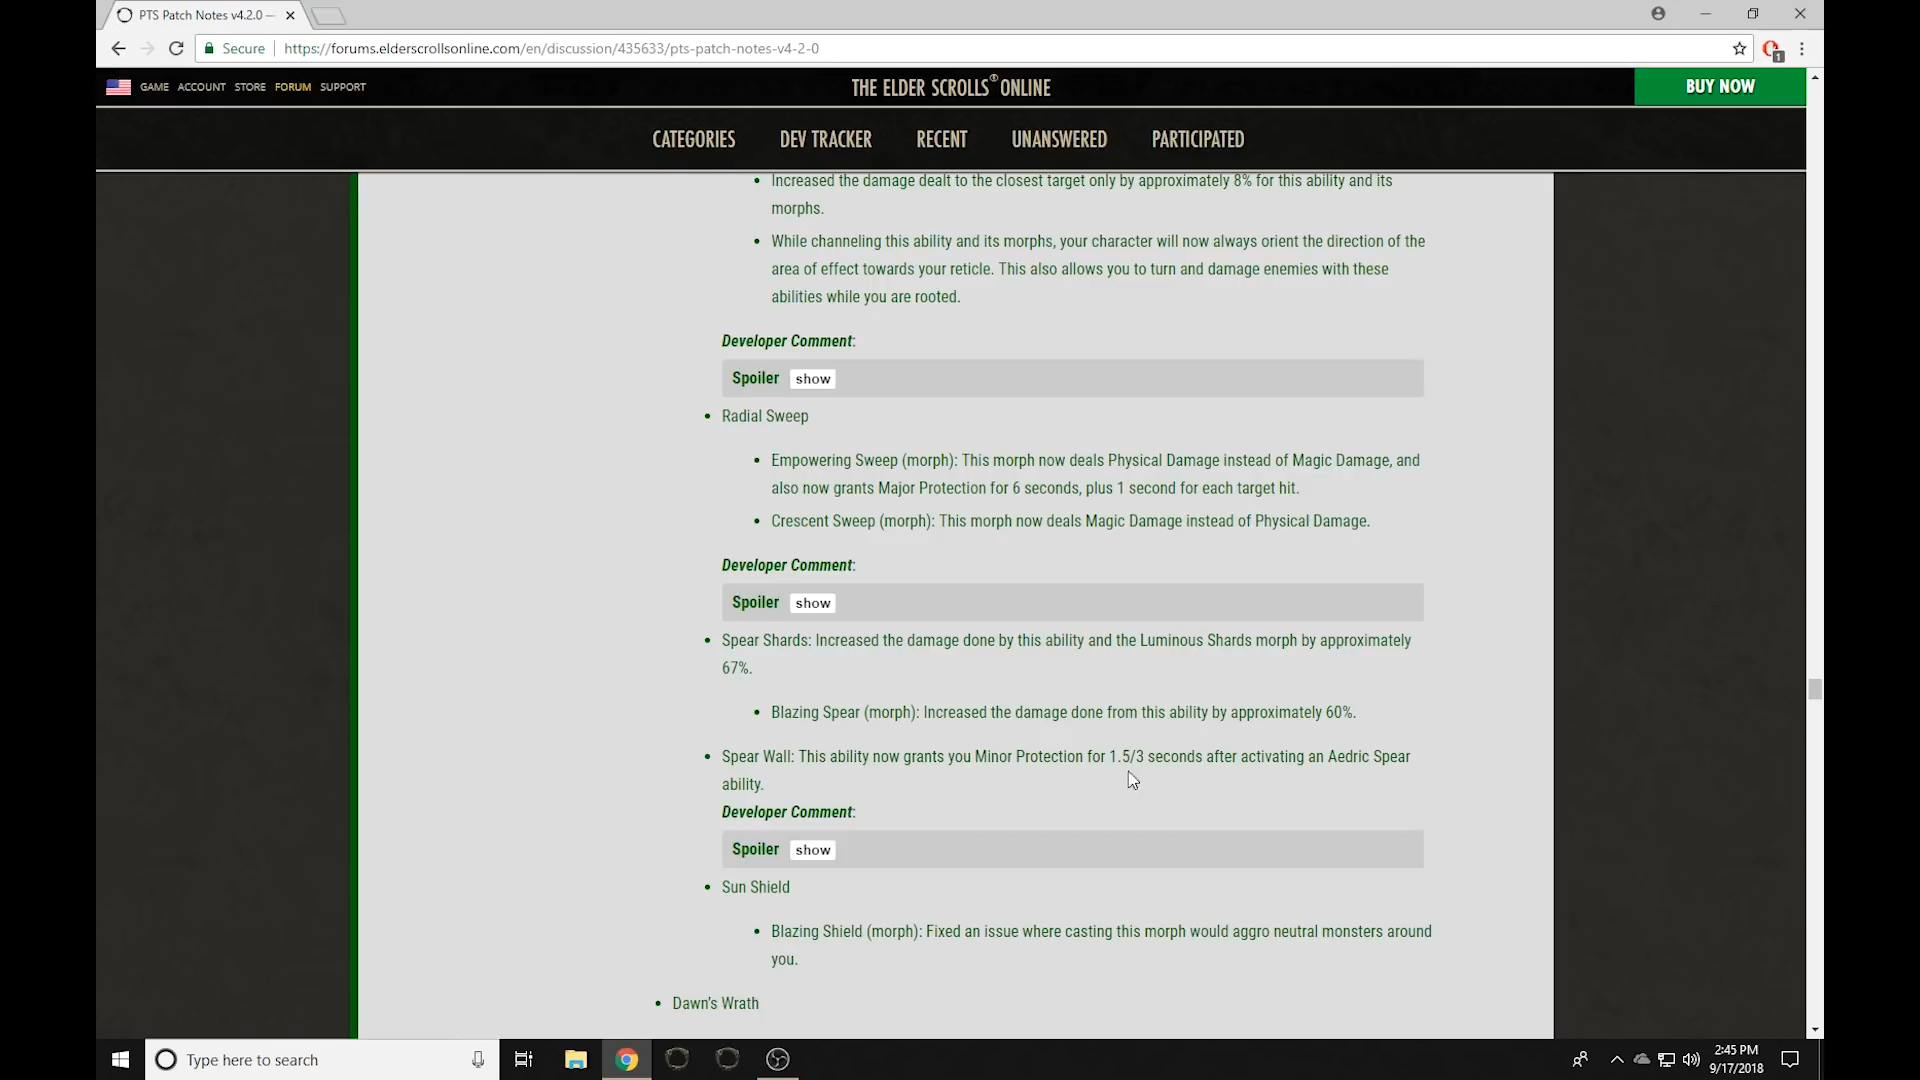 PTS Patch Notes v4.2.0 —
Secure
https://forums.elderscrollsonline.com/en/discussion/435633/pts-patch-notes-v4-2-0
1
GAME ACCOUNT STORE FORUM SUPPORT
THE ELDER SCROLLS® ONLINE
BUY NOW
CATEGORIES DEV TRACKER RECENT UNANSWERED PARTICIPATED
• Increased the damage dealt to the closest target only by approximately 8% for this ability and its
morphs.
• While channeling this ability and its morphs, your character will now always orient the direction of the
area of effect towards your reticle. This also allows you to turn and damage enemies with these
abilities while you are rooted.
Developer Comment:
Spoiler show
• Radial Sweep
• Empowering Sweep (morph): This morph now deals Physical Damage instead of Magic Damage, and
also now grants Major Protection for 6 seconds, plus 1 second for each target hit.
• Crescent Sweep (morph): This morph now deals Magic Damage instead of Physical Damage.
Developer Comment:
Spoiler show
• Spear Shards: Increased the damage done by this ability and the Luminous Shards morph by approximately
67%.
• Blazing Spear (morph): Increased the damage done from this ability by approximately 60%.
• Spear Wall: This ability now grants you Minor Protection for 1.5/3 seconds after activating an Aedric Spear
ability.
Developer Comment:
Spoiler show
• Sun Shield
• Blazing Shield (morph): Fixed an issue where casting this morph would aggro neutral monsters around
you.
• Dawn's Wrath
Type here to search
2:45 PM
9/17/2018